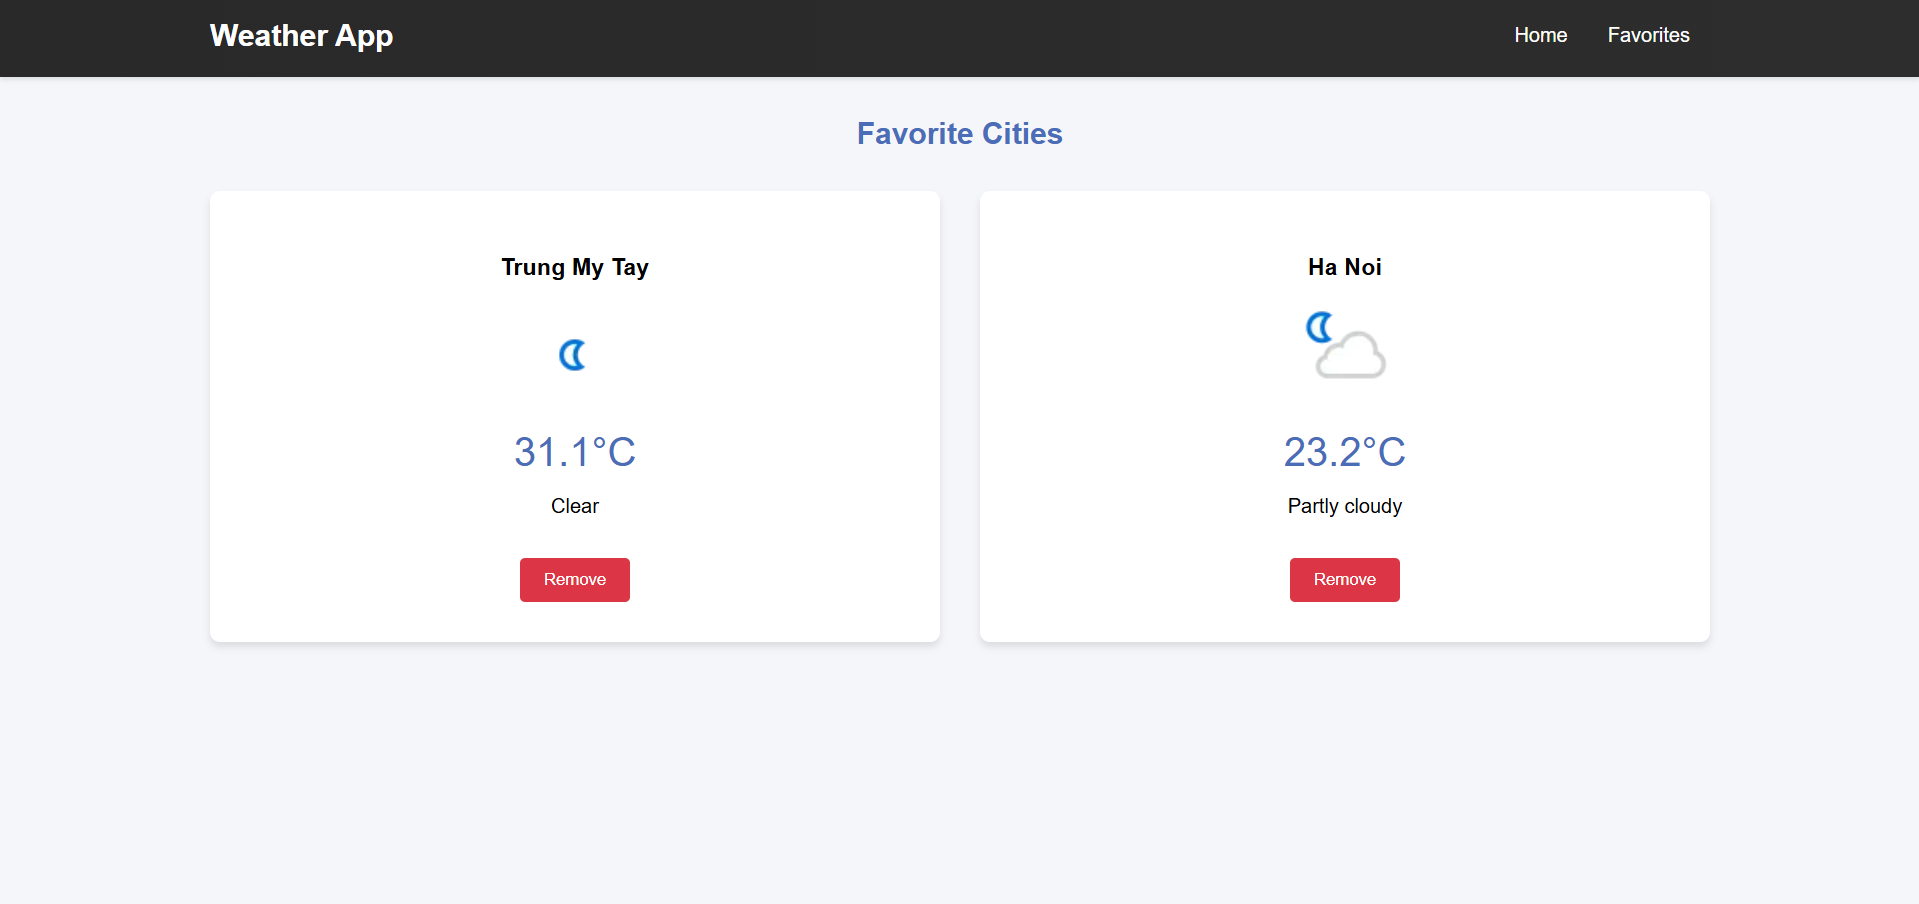 Weather App
Home
Favorites
Favorite Cities
Trung My Tay
31.1°C
Clear
Remove
Ha Noi
23.2°C
Partly cloudy
Remove